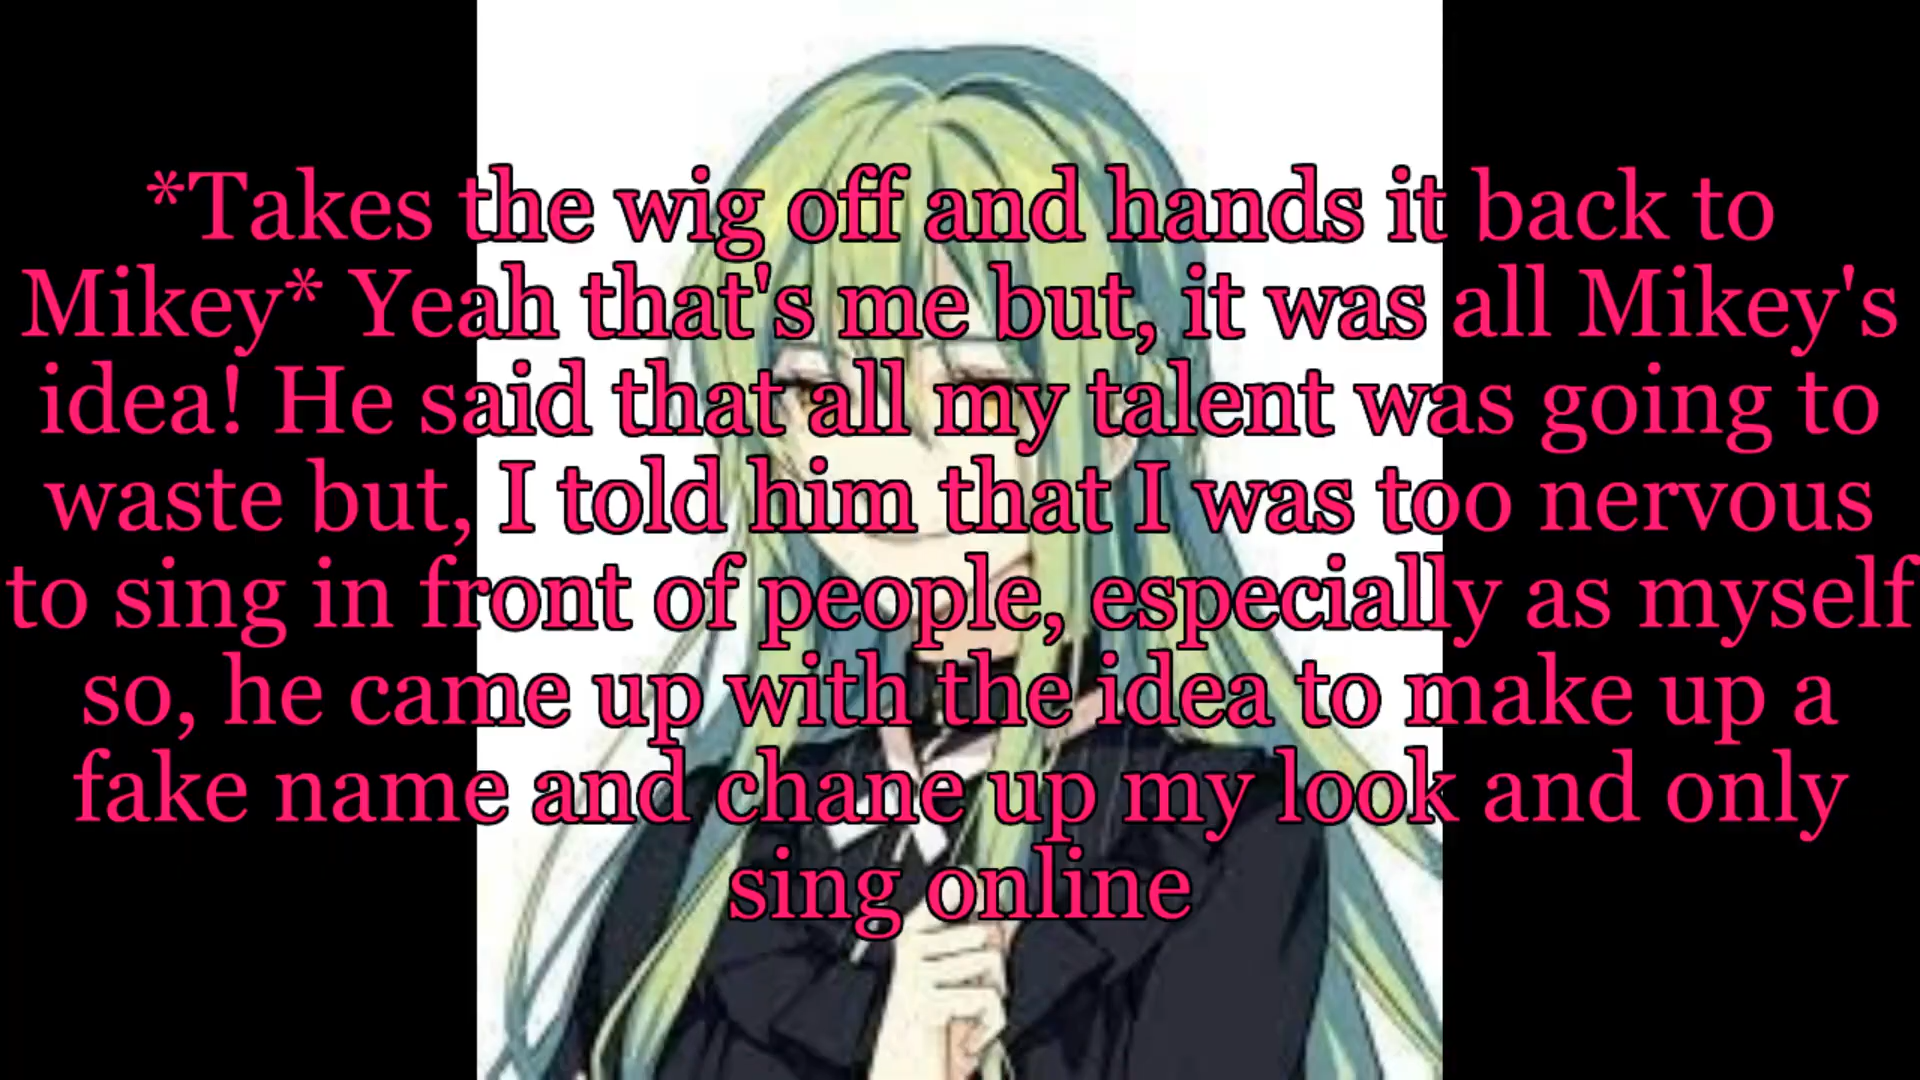 *Takes the wig off and hands it back to
Mikey* Yeah that's me but, it was all Mikey's
idea! He said that all my talent was going to
waste but, I told him that I was too nervous
to sing in front of people, especially as myself
so, he came up with the idea to make up a
fake name and chane up my look and only
sing online